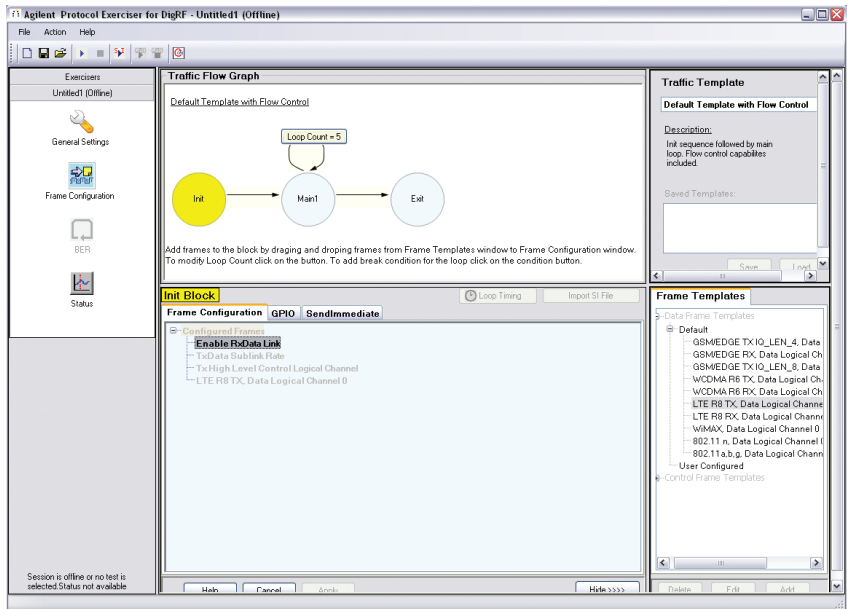 Agilent Protocol Exerciser for DigRF - Untitled1 (Offline)
File Action Help
Exercisers
Untitled1 (Offline)
General Settings
Frame Configuration
BER
Status
Session is offline or no test is
selected.Status not available
Traffic Flow Graph
Default Template with Flow Control
Loop Count = 5
Init
Main1
Exit
Add frames to the block by draging and droping frames from Frame Templates window to Frame Configuration window.
To modify Loop Count click on the button. To add break condition for the loop click on the condition button.
Init Block
Loop Timing
Import SI File
Frame Configuration GPIO SendImmediate
Configured Frames
Enable RxData Link
TxData Sublink Rate
Tx High Level Control Logical Channel
LTE R8 TX, Data Logical Channel 0
Help Cancel Apply Hide >>>>
Traffic Template
Default Template with Flow Control
Description:
Init sequence followed by main
loop. Flow control capabilites
included.
Saved Templates:
Save Load
Frame Templates
Data Frame Templates
Default
GSM/EDGE TX IQ_LEN_4, Data
GSM/EDGE RX, Data Logical Ch
GSM/EDGE TX IQ_LEN_8, Data
WCDMA R6 TX, Data Logical Ch
WCDMA R6 RX, Data Logical Ch
LTE R8 TX, Data Logical Channe
LTE R8 RX, Data Logical Channe
WiMAX, Data Logical Channel 0
802.11 n, Data Logical Channel
802.11a,b,g, Data Logical Chann
User Configured
Control Frame Templates
Delete Edit Add